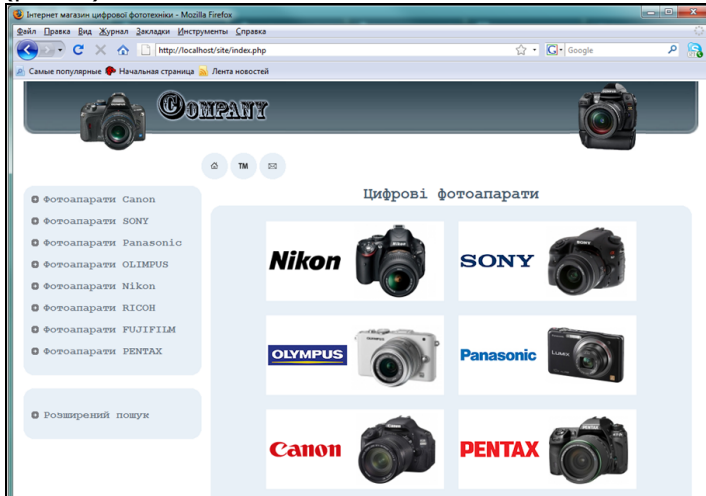 Інтернет магазин цифрової фототехніки - Mozilla Firefox
Файл Правка Вид Журнал Закладки Инструменты Справка
http://localhost/site/index.php
Google
Самые популярные Начальная страница Лента новостей
Company
TM
Цифрові фотоапарати
Фотоапарати Canon
Фотоапарати SONY
Фотоапарати Panasonic
Фотоапарати OLIMPUS
Фотоапарати Nikon
Фотоапарати RICOH
Фотоапарати FUJIFILM
Фотоапарати PENTAX
Розширений пошук
Nikon SONY
OLYMPUS Panasonic
Canon PENTAX